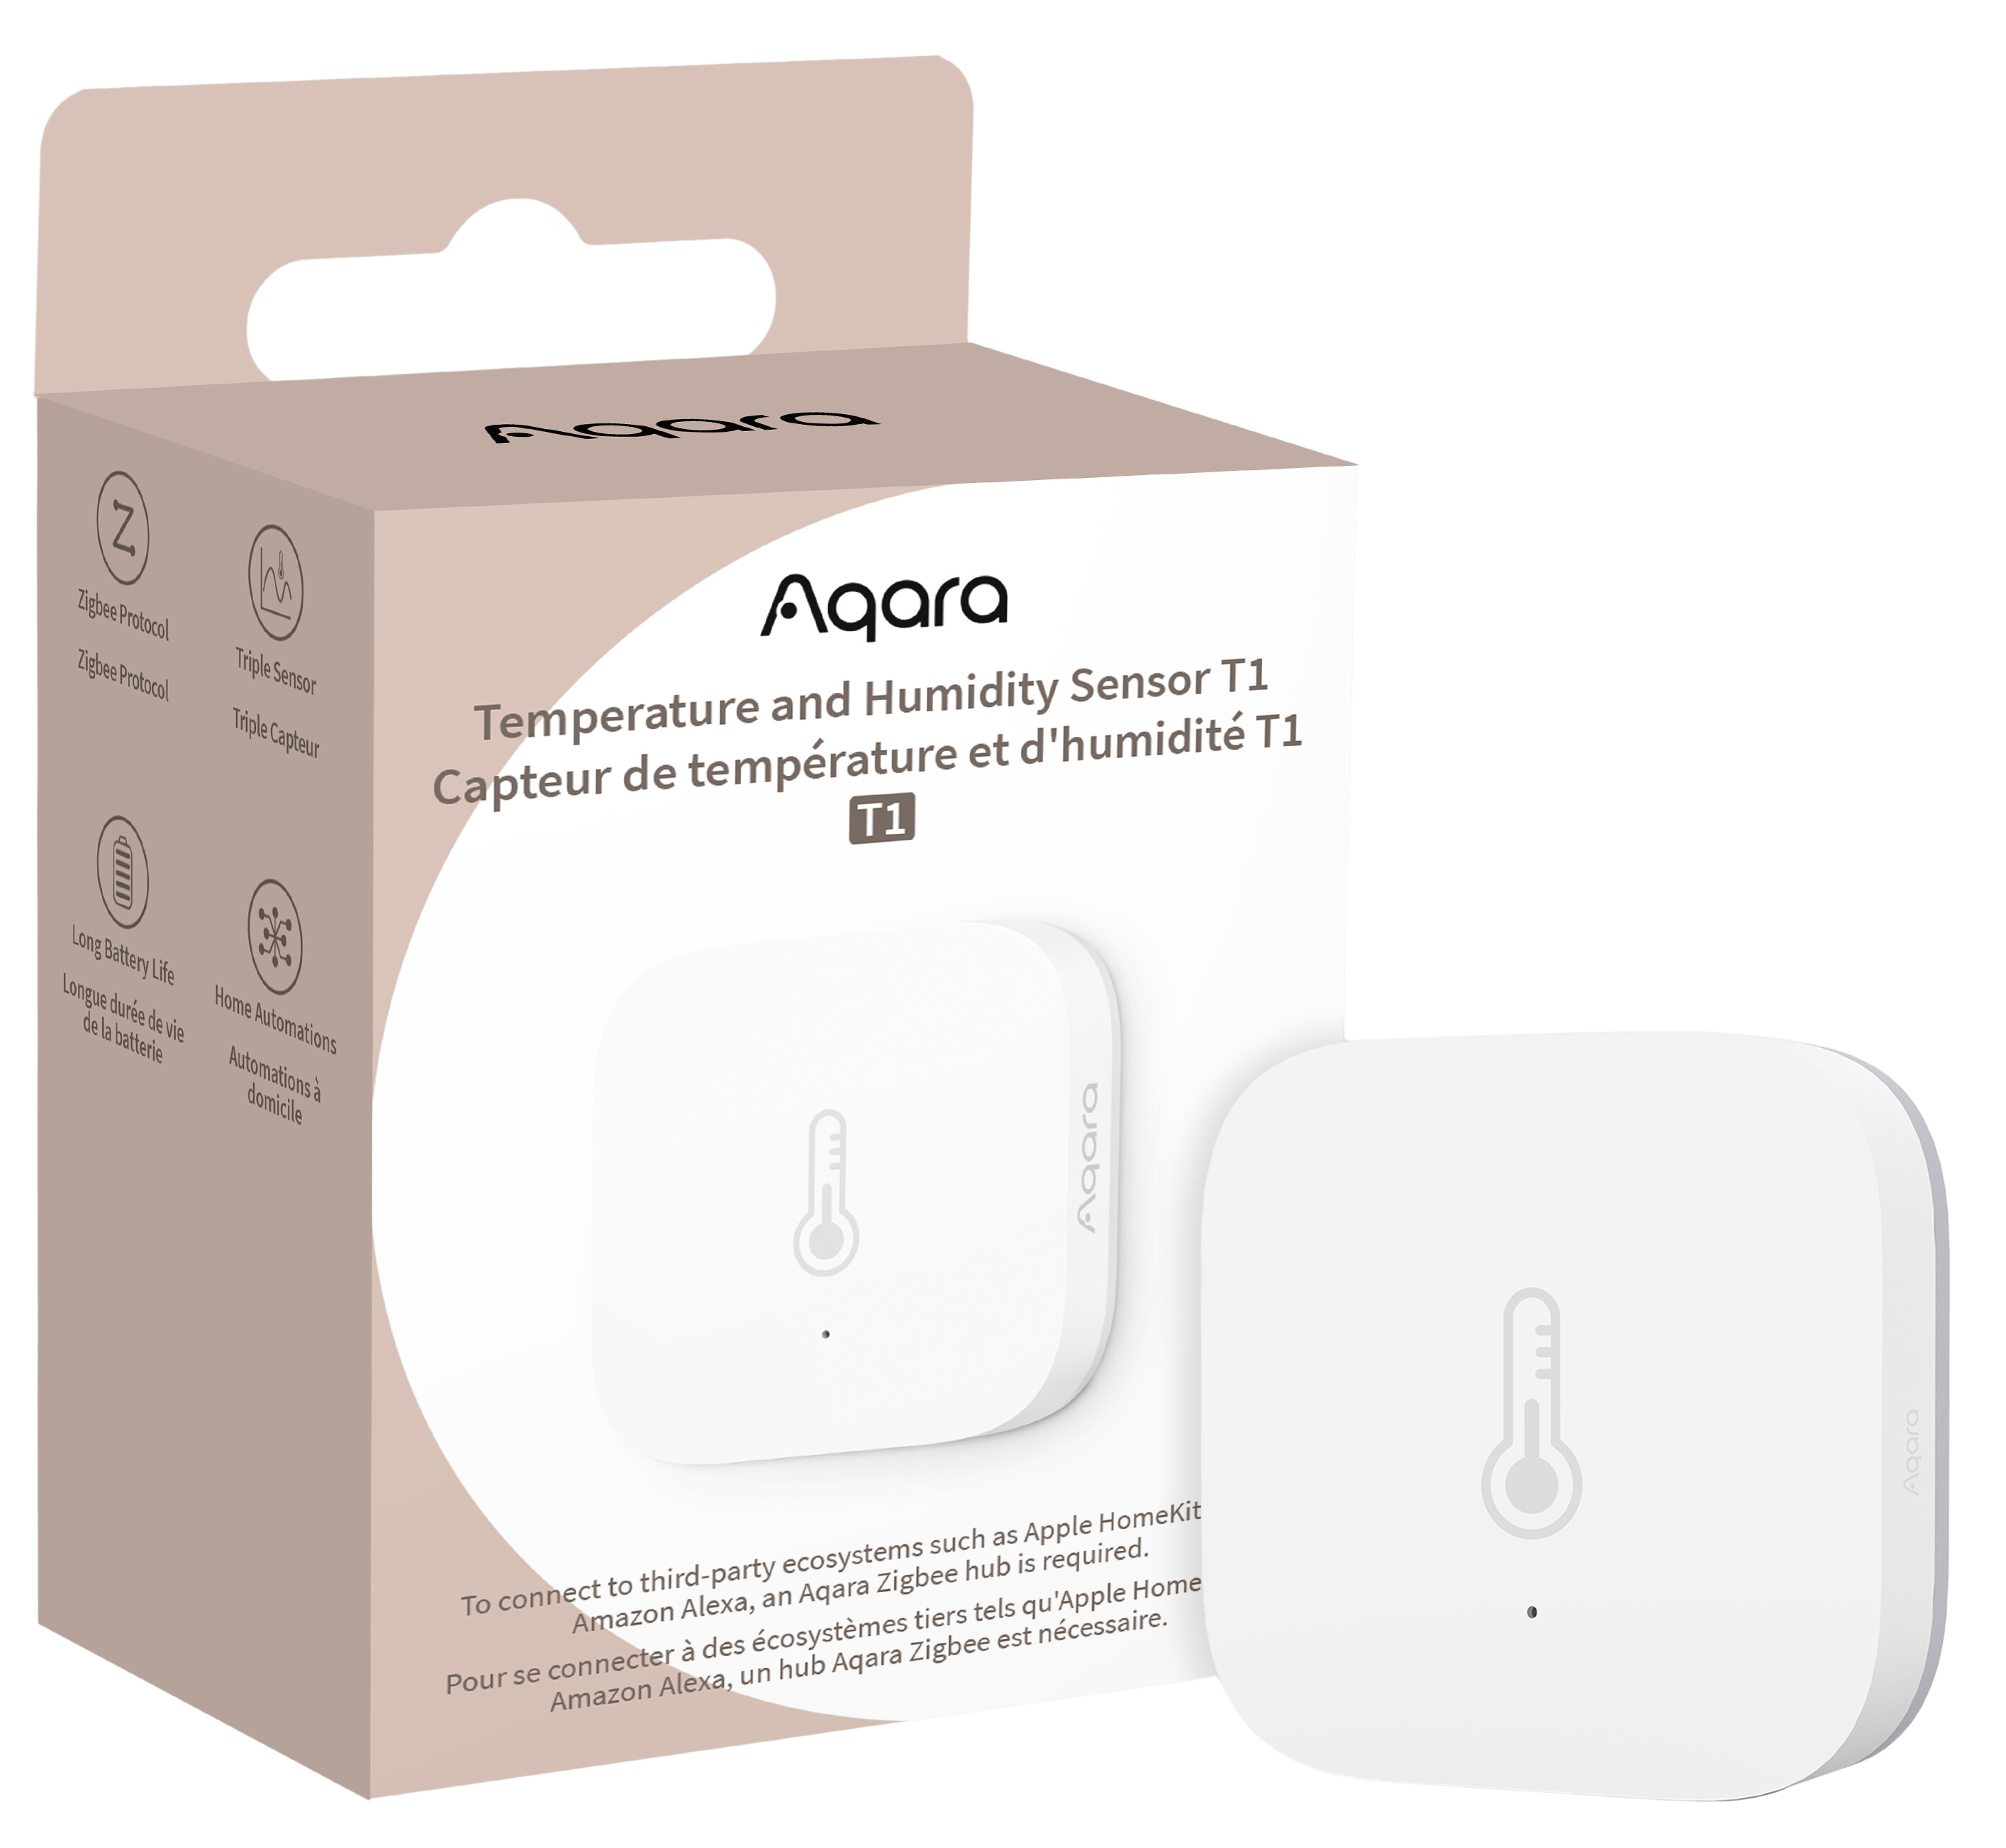 Aqara
Zigbee Protocol
Zigbee Protocol
Triple Sensor
Triple Capteur
Long Battery Life
Longue durée de vie
de la batterie
Home Automations
Automations à
domicile
Aqara
Temperature and Humidity Sensor T1
Capteur de température et d'humidité T1
T1
Aqara
To connect to third-party ecosystems such as Apple HomeKit
Amazon Alexa, an Aqara Zigbee hub is required.
Pour se connecter à des écosystèmes tiers tels qu'Apple Home
Amazon Alexa, un hub Aqara Zigbee est nécessaire.
Aqara